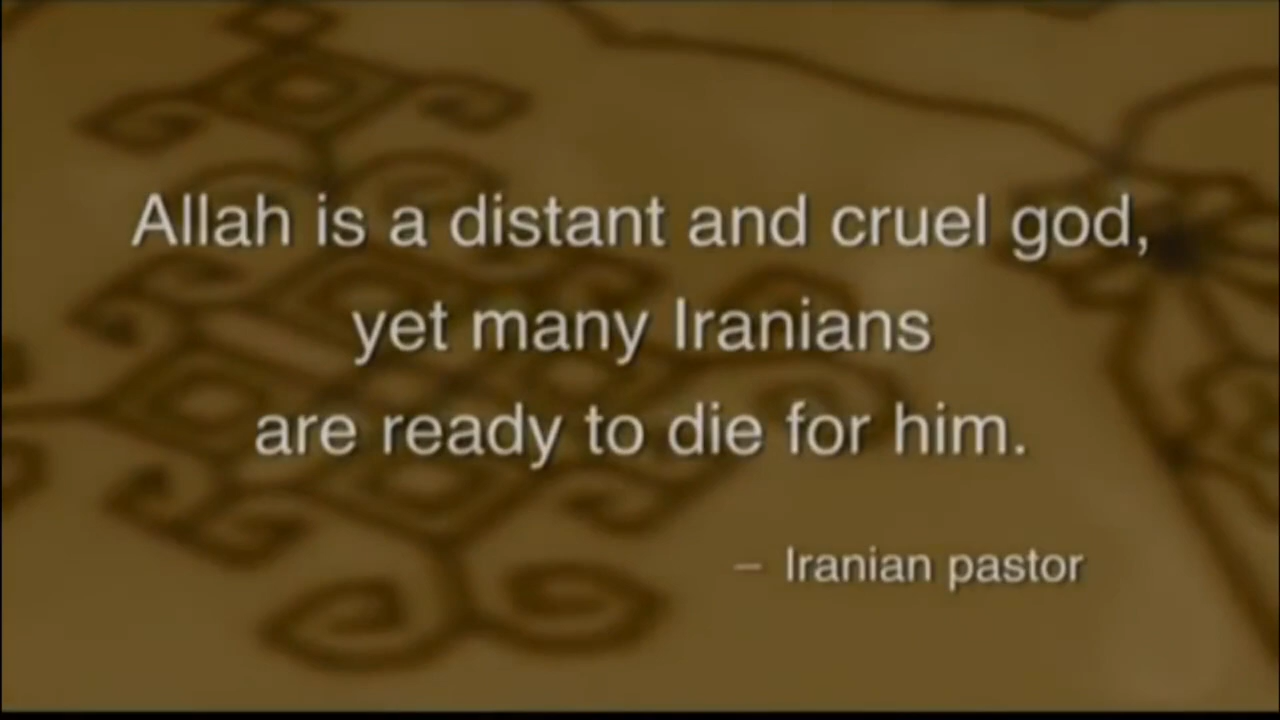 Allah is a distant and cruel god,
yet many Iranians
are ready to die for him.
– Iranian pastor